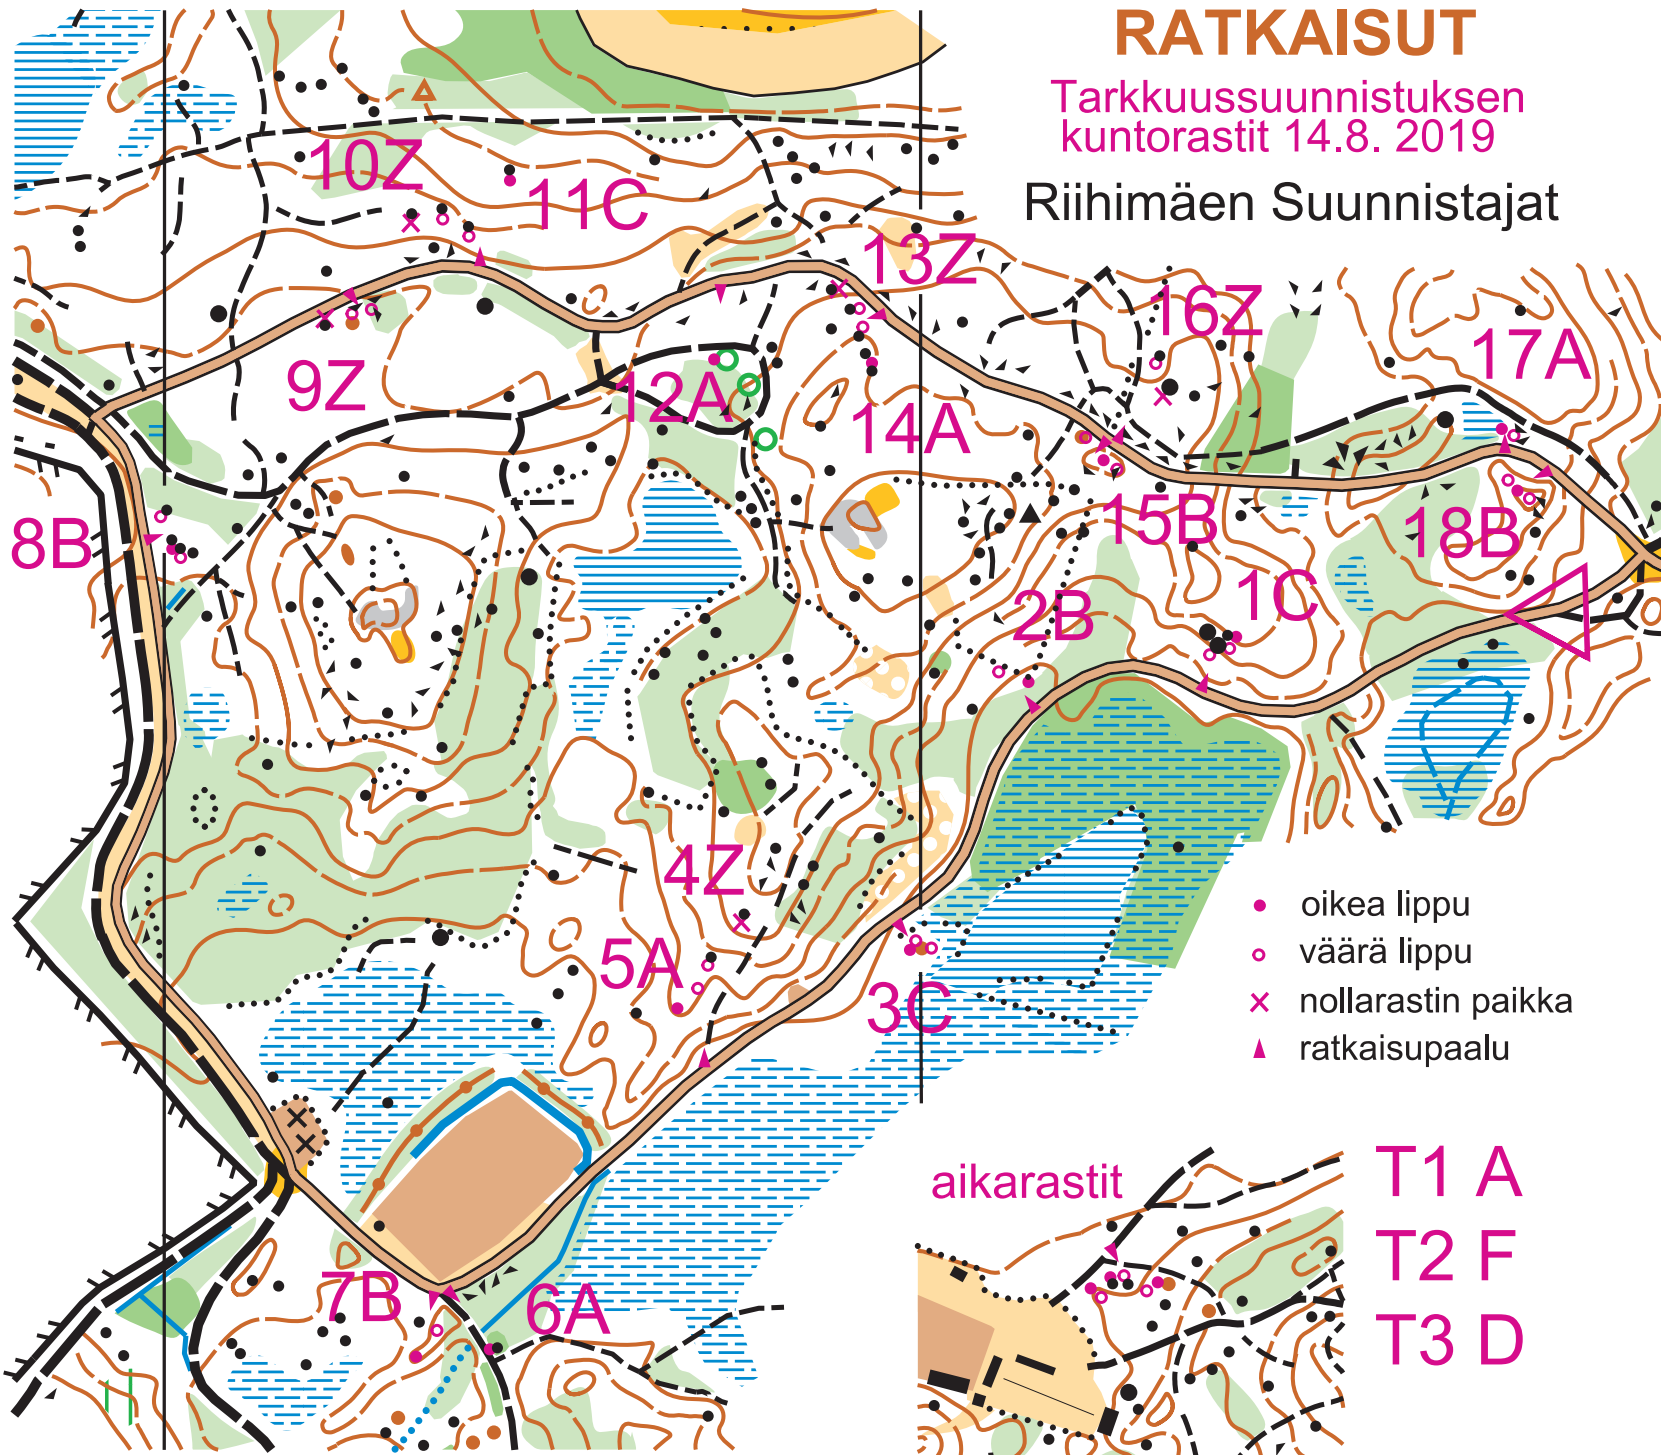 RATKAISUT
Tarkkuussuunnistuksen
kuntorastit 14.8. 2019
Riihimäen Suunnistajat
10Z
11C
13Z
16Z
17A
9Z
12A
14A
15B
18B
8B
1C
2B
4Z
5A
3C
7B
6A
oikea lippu
väärä lippu
nollarastin paikka
ratkaisupaalu
aikarastit
T1 A
T2 F
T3 D